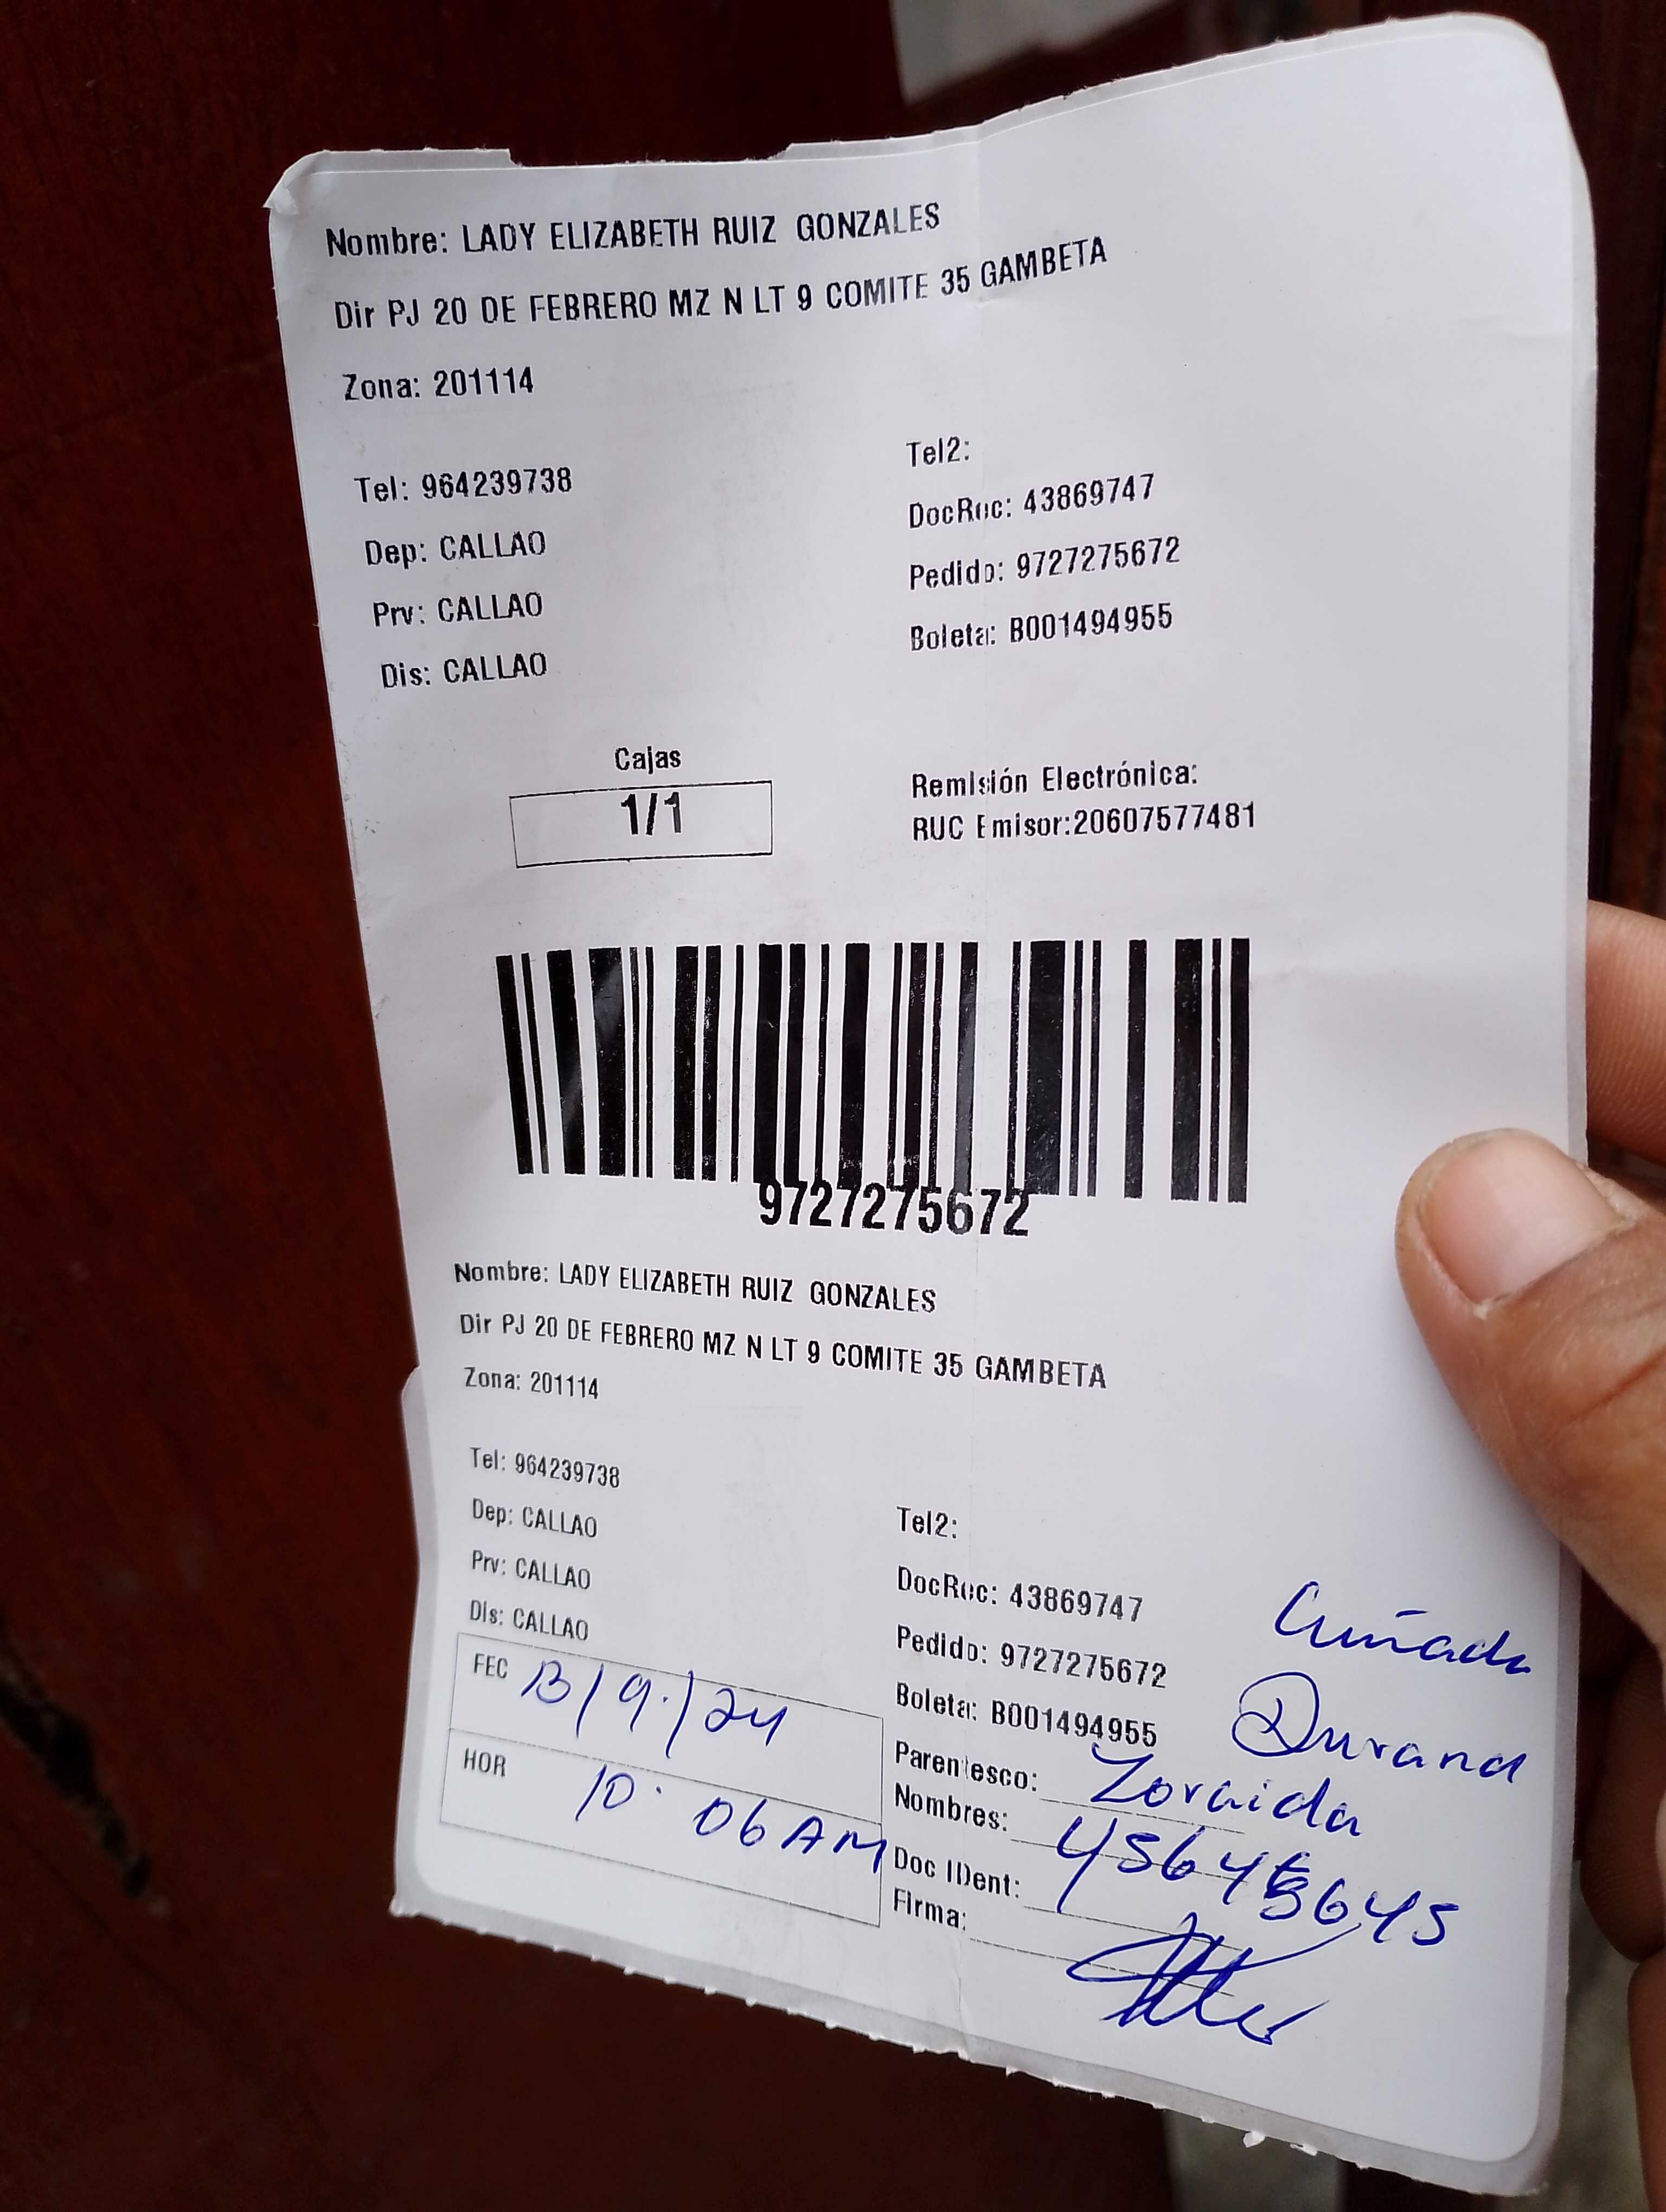 Nombre: LADY ELIZABETH RUIZ GONZALES
Dir PJ 20 DE FEBRERO MZ N LT 9 COMITE 35 GAMBETA
Zona: 201114
Tel: 964239738
Dep: CALLAO
Prv: CALLAO
Dis: CALLAO
Tel2:
DocRec: 43869747
Pedido: 9727275672
Boleta: B001494955
Cajas
1/1
Remisión Electrónica:
RUC Emisor:20607577481
9727275672
Nombre: LADY ELIZABETH RUIZ GONZALES
Dir PJ 20 DE FEBRERO MZ N LT 9 COMITE 35 GAMBETA
Zona: 201114
Tel: 964239738
Dep: CALLAO
Prv: CALLAO
Dis: CALLAO
FEC 13/9/24
HOR 10:06 AM
Tel2:
DocRec: 43869747
Pedido: 9727275672
Boleta: B001494955
Cuñada
Durand
Parentesco: Zoraida
Nombres:
Doc IDent:
Firma: